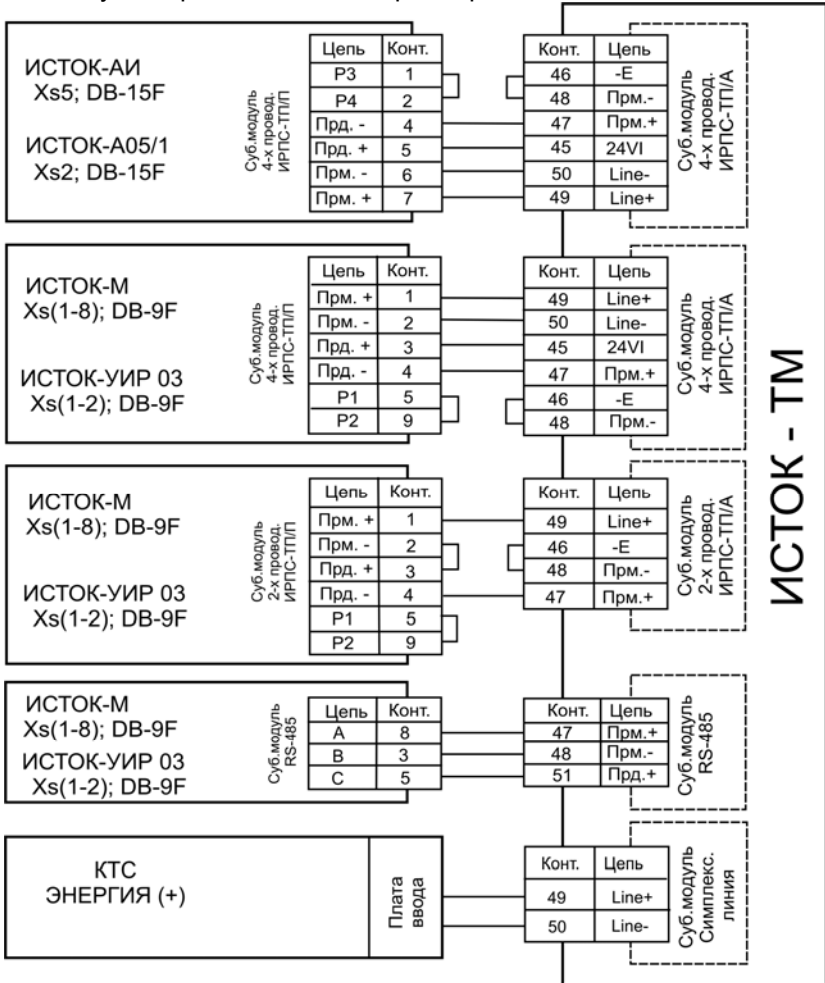 ИСТОК-АИ
Xs5; DB-15F
ИСТОК-А05/1
Xs2; DB-15F
Суб.модуль
4-х провод.
ИРПС-ТП/П
Цепь Конт.
P3 1
P4 2
Прд. - 4
Прд. + 5
Прм. - 6
Прм. + 7
Конт. Цепь
46 -E
48 Прм.-
47 Прм.+
45 24VI
50 Line-
49 Line+
Суб.модуль
4-х провод.
ИРПС-ТП/А
ИСТОК-М
Xs(1-8); DB-9F
ИСТОК-УИР 03
Xs(1-2); DB-9F
Суб.модуль
4-х провод.
ИРПС-ТП/П
Цепь Конт.
Прм. + 1
Прм. - 2
Прд. + 3
Прд. - 4
P1 5
P2 9
Конт. Цепь
49 Line+
50 Line-
45 24VI
47 Прм.+
46 -E
48 Прм.-
Суб.модуль
4-х провод.
ИРПС-ТП/А
ИСТОК-М
Xs(1-8); DB-9F
ИСТОК-УИР 03
Xs(1-2); DB-9F
Суб.модуль
2-х провод.
ИРПС-ТП/П
Цепь Конт.
Прм. + 1
Прм. - 2
Прд. + 3
Прд. - 4
P1 5
P2 9
Конт. Цепь
49 Line+
46 -E
48 Прм.-
47 Прм.+
Суб.модуль
2-х провод.
ИРПС-ТП/А
ИСТОК-М
Xs(1-8); DB-9F
ИСТОК-УИР 03
Xs(1-2); DB-9F
Суб.модуль
RS-485
Цепь Конт.
A 8
B 3
C 5
Конт. Цепь
47 Прм.+
48 Прм.-
51 Прд.+
Суб.модуль
RS-485
КТС
ЭНЕРГИЯ (+)
Плата
ввода
Конт. Цепь
49 Line+
50 Line-
Суб.модуль
Симплекс.
линия
ИСТОК - ТМ